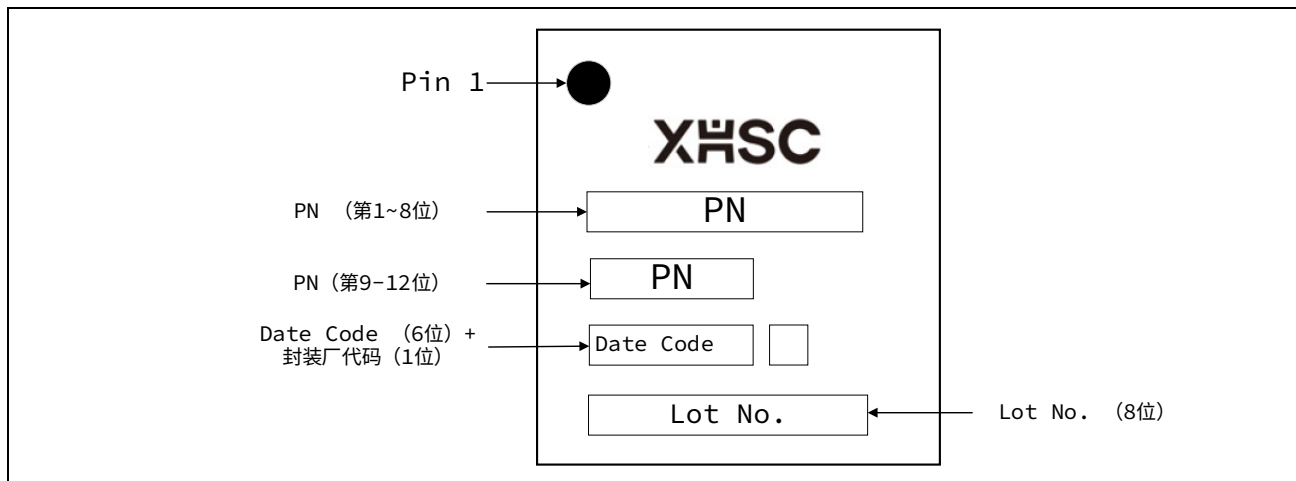 Pin 1
XHSC
PN （第1~8位）
PN
PN（第9-12位）
PN
Date Code （6位）+
封装厂代码（1位）
Date Code
Lot No.
Lot No. （8位）